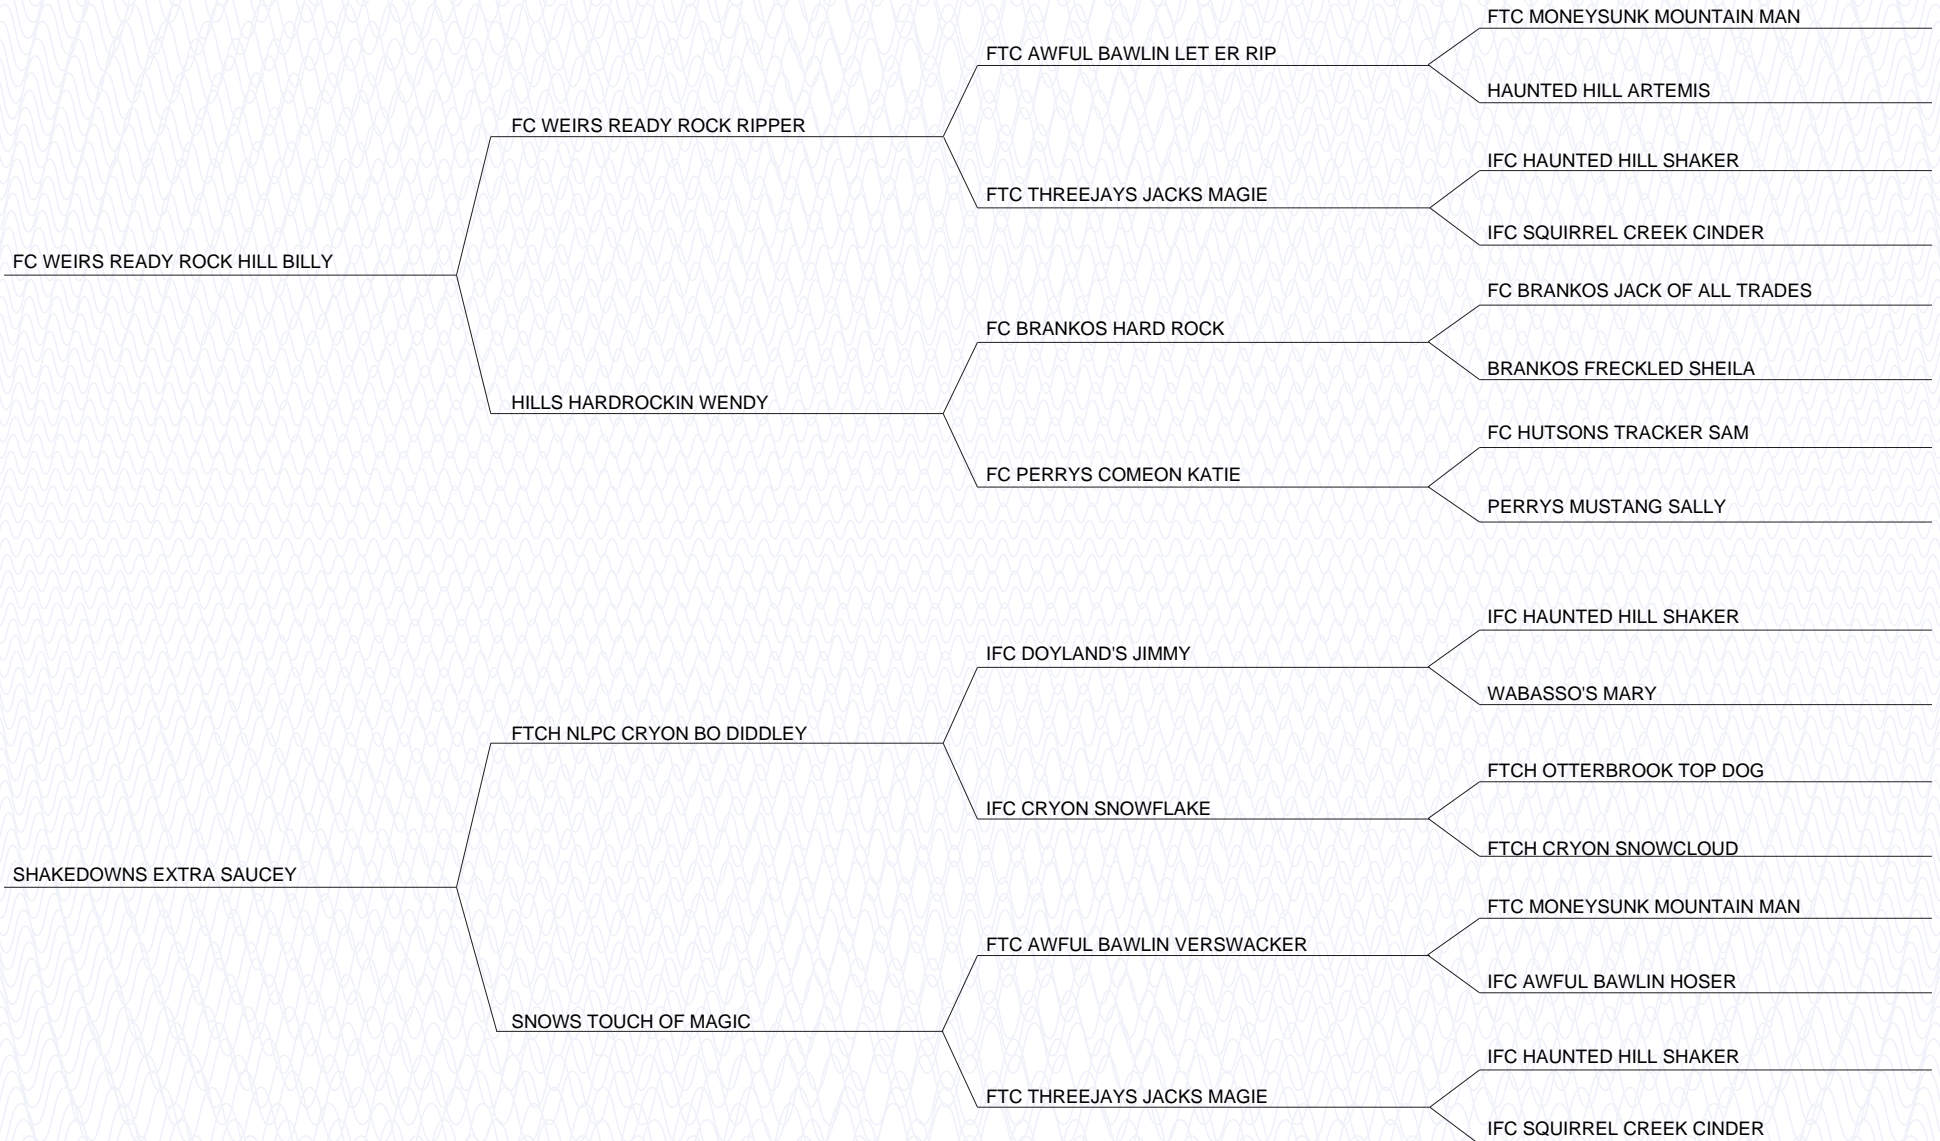 FTC MONEYSUNK MOUNTAIN MAN
FTC AWFUL BAWLIN LET ER RIP
HAUNTED HILL ARTEMIS
FC WEIRS READY ROCK RIPPER
IFC HAUNTED HILL SHAKER
FTC THREEJAYS JACKS MAGIE
IFC SQUIRREL CREEK CINDER
FC WEIRS READY ROCK HILL BILLY
FC BRANKOS JACK OF ALL TRADES
FC BRANKOS HARD ROCK
BRANKOS FRECKLED SHEILA
HILLS HARDROCKIN WENDY
FC HUTSONS TRACKER SAM
FC PERRYS COMEON KATIE
PERRYS MUSTANG SALLY
IFC HAUNTED HILL SHAKER
IFC DOYLAND'S JIMMY
WABASSO'S MARY
FTCH NLPC CRYON BO DIDDLEY
FTCH OTTERBROOK TOP DOG
IFC CRYON SNOWFLAKE
FTCH CRYON SNOWCLOUD
SHAKEDOWNS EXTRA SAUCEY
FTC MONEYSUNK MOUNTAIN MAN
FTC AWFUL BAWLIN VERSWACKER
IFC AWFUL BAWLIN HOSER
SNOWS TOUCH OF MAGIC
IFC HAUNTED HILL SHAKER
FTC THREEJAYS JACKS MAGIE
IFC SQUIRREL CREEK CINDER